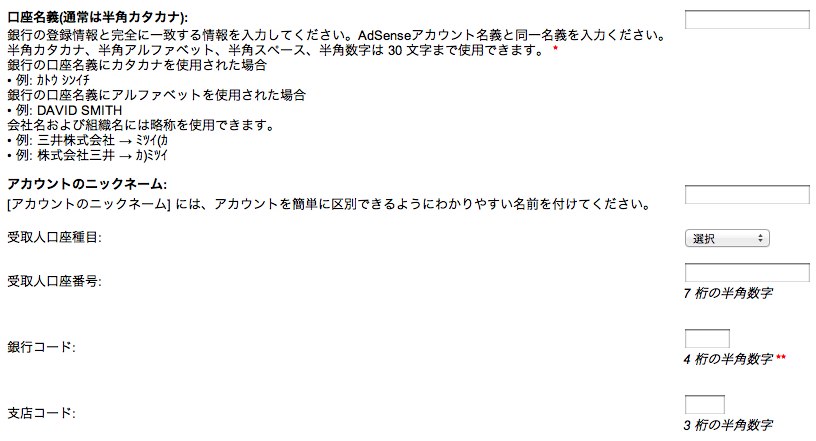 口座名義(通常は半角カタカナ):
銀行の登録情報と完全に一致する情報を入力してください。AdSenseアカウント名義と同一名義を入力ください。
半角カタカナ、半角アルファベット、半角スペース、半角数字は 30 文字まで使用できます。 *
銀行の口座名義にカタカナを使用された場合
• 例: ｶﾄｳ ｼﾝｲﾁ
銀行の口座名義にアルファベットを使用された場合
• 例: DAVID SMITH
会社名および組織名には略称を使用できます。
• 例: 三井株式会社 → ﾐﾂｲ(ｶ
• 例: 株式会社三井 → ｶ)ﾐﾂｲ
アカウントのニックネーム:
[アカウントのニックネーム] には、アカウントを簡単に区別できるようにわかりやすい名前を付けてください。
受取人口座種目:
選択
受取人口座番号:
7 桁の半角数字
銀行コード:
4 桁の半角数字 **
支店コード:
3 桁の半角数字